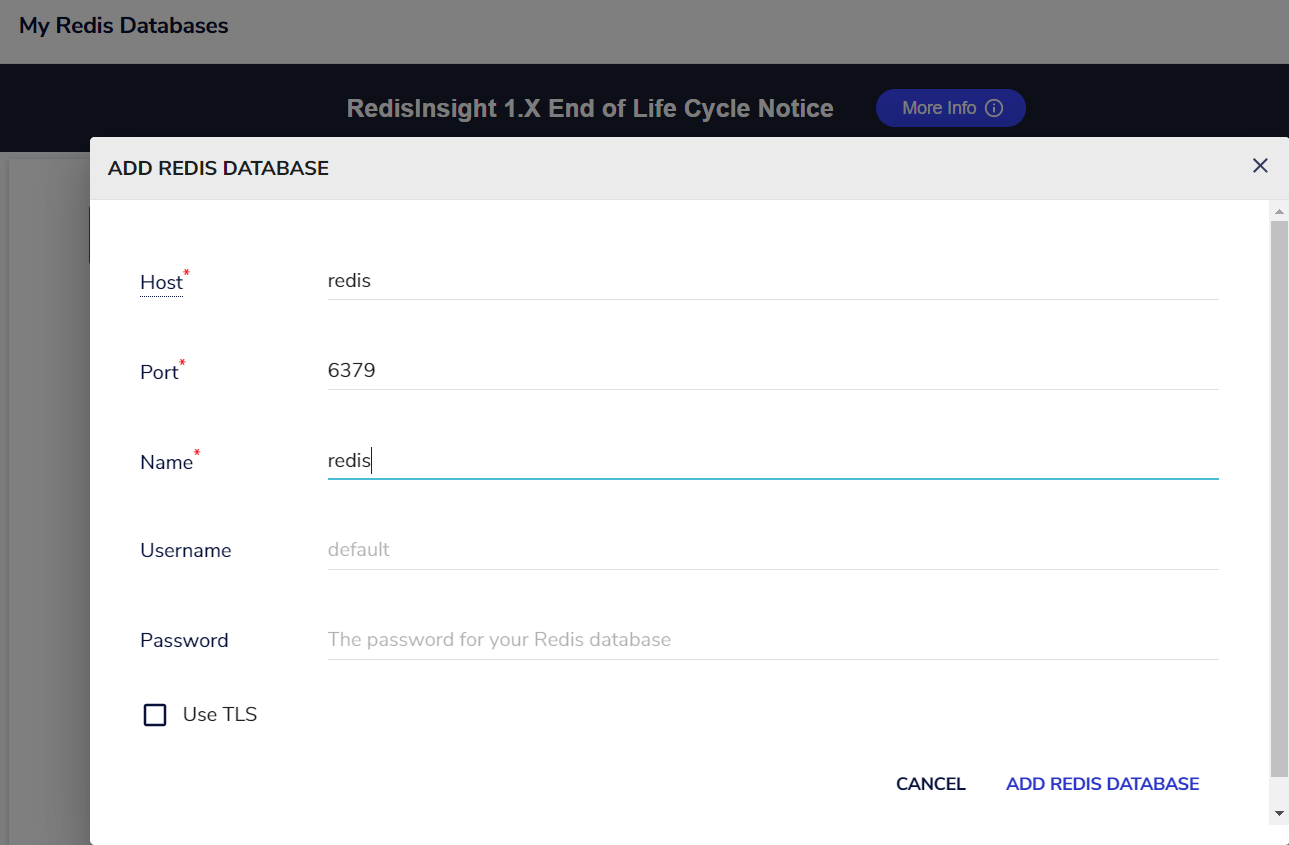 My Redis Databases
RedisInsight 1.X End of Life Cycle Notice More Info
ADD REDIS DATABASE
Host* redis
Port* 6379
Name* redis
Username default
Password The password for your Redis database
Use TLS
CANCEL ADD REDIS DATABASE